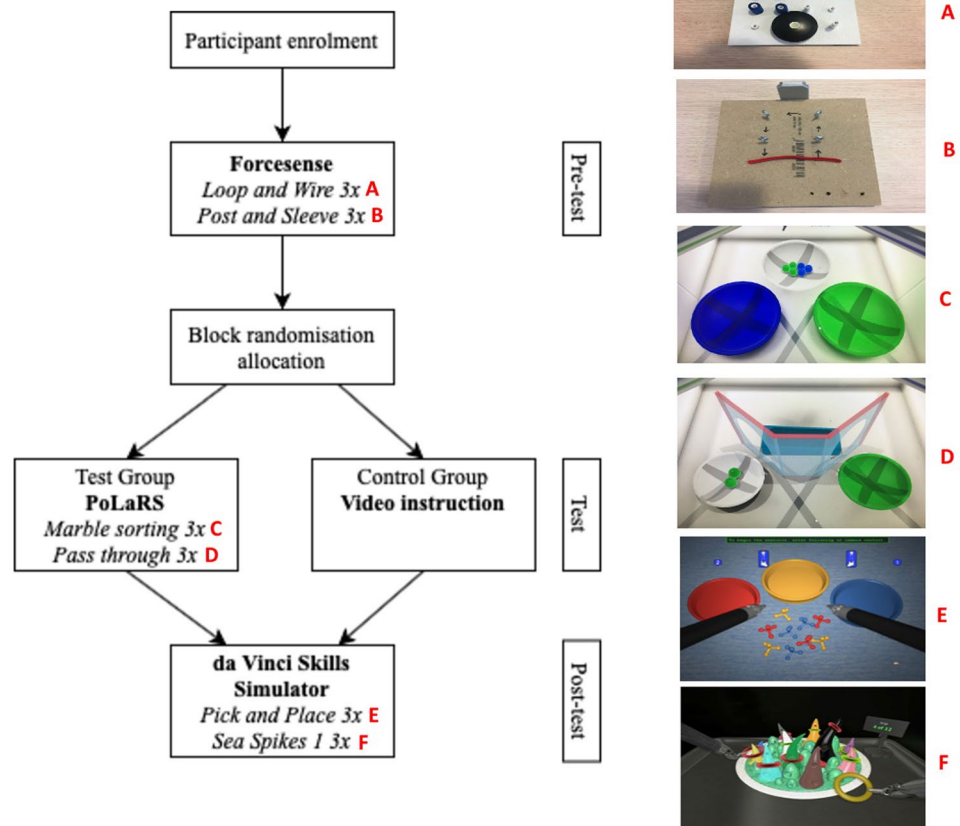 Participant enrolment
Forcesense
Loop and Wire 3x A
Post and Sleeve 3x B
Pre-test
Block randomisation
allocation
Test Group
PoLaRS
Marble sorting 3x C
Pass through 3x D
Control Group
Video instruction
Test
da Vinci Skills
Simulator
Pick and Place 3x E
Sea Spikes 1 3x F
Post-test
A
B
C
D
E
F